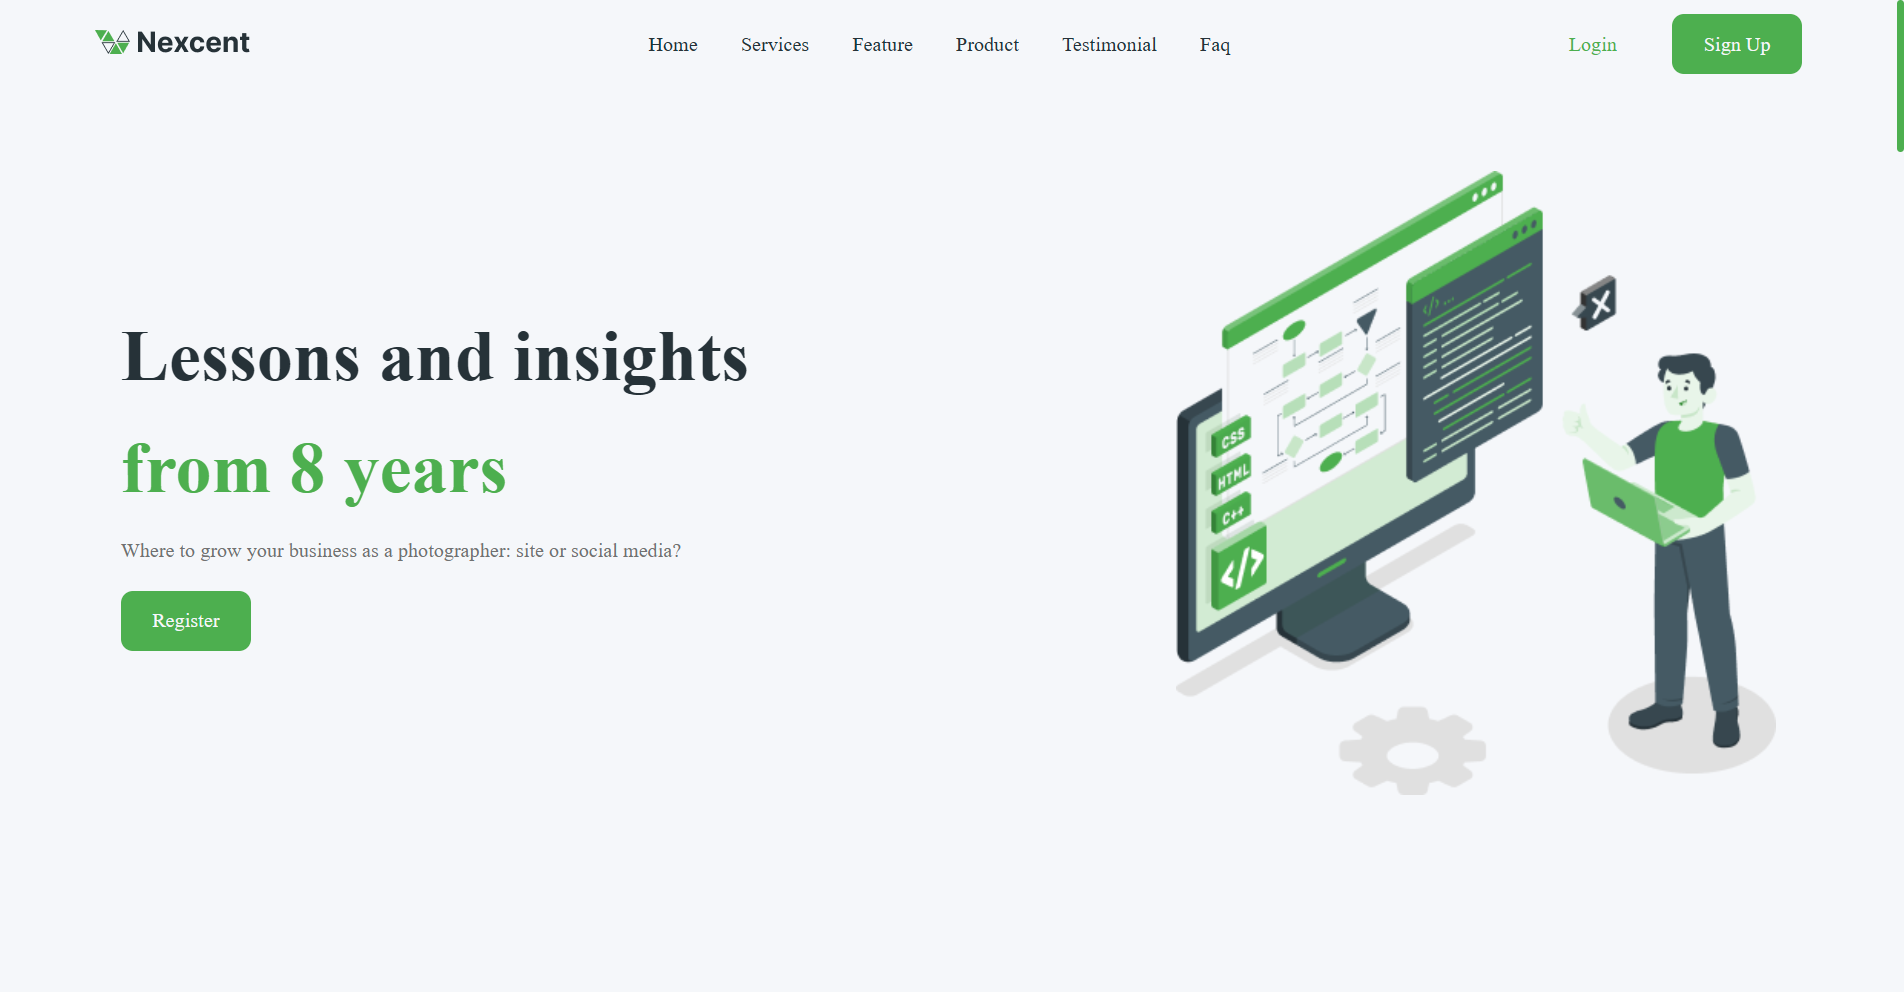 Nexcent
Home Services Feature Product Testimonial Faq
Login
Sign Up
Lessons and insights
from 8 years
Where to grow your business as a photographer: site or social media?
Register
</>...
CSS
HTML
C++
</>